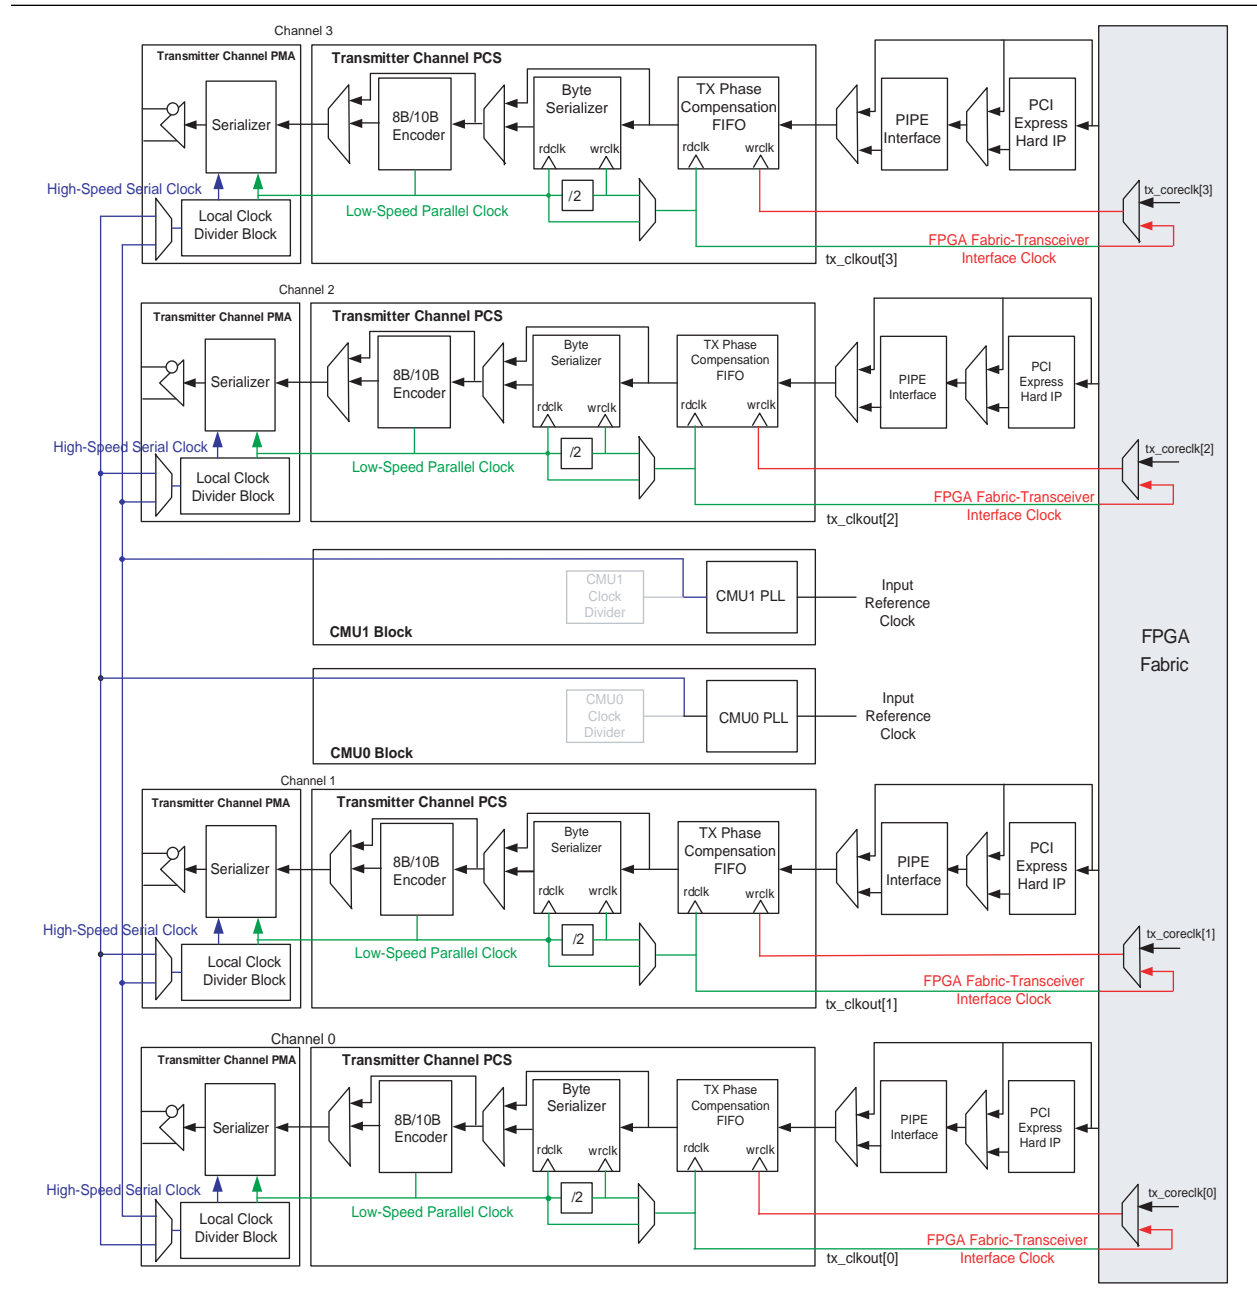 Channel 3
Transmitter Channel PMA
Transmitter Channel PCS
Serializer
8B/10B
Encoder
Byte
Serializer
rdclk
wrclk
TX Phase
Compensation
FIFO
rdclk
wrclk
PIPE
Interface
PCI
Express
Hard IP
High-Speed Serial Clock
Local Clock
Divider Block
Low-Speed Parallel Clock
/2
tx_coreclk[3]
FPGA Fabric-Transceiver
Interface Clock
tx_clkout[3]
Channel 2
Transmitter Channel PMA
Transmitter Channel PCS
Serializer
8B/10B
Encoder
Byte
Serializer
rdclk
wrclk
TX Phase
Compensation
FIFO
rdclk
wrclk
PIPE
Interface
PCI
Express
Hard IP
High-Speed Serial Clock
Local Clock
Divider Block
Low-Speed Parallel Clock
/2
tx_coreclk[2]
FPGA Fabric-Transceiver
Interface Clock
tx_clkout[2]
CMU1
Clock
Divider
CMU1 PLL
Input
Reference
Clock
CMU1 Block
FPGA
Fabric
CMU0
Clock
Divider
CMU0 PLL
Input
Reference
Clock
CMU0 Block
Channel 1
Transmitter Channel PMA
Transmitter Channel PCS
Serializer
8B/10B
Encoder
Byte
Serializer
rdclk
wrclk
TX Phase
Compensation
FIFO
rdclk
wrclk
PIPE
Interface
PCI
Express
Hard IP
High-Speed Serial Clock
Local Clock
Divider Block
Low-Speed Parallel Clock
/2
tx_coreclk[1]
FPGA Fabric-Transceiver
Interface Clock
tx_clkout[1]
Channel 0
Transmitter Channel PMA
Transmitter Channel PCS
Serializer
8B/10B
Encoder
Byte
Serializer
rdclk
wrclk
TX Phase
Compensation
FIFO
rdclk
wrclk
PIPE
Interface
PCI
Express
Hard IP
High-Speed Serial Clock
Local Clock
Divider Block
Low-Speed Parallel Clock
/2
tx_coreclk[0]
FPGA Fabric-Transceiver
Interface Clock
tx_clkout[0]